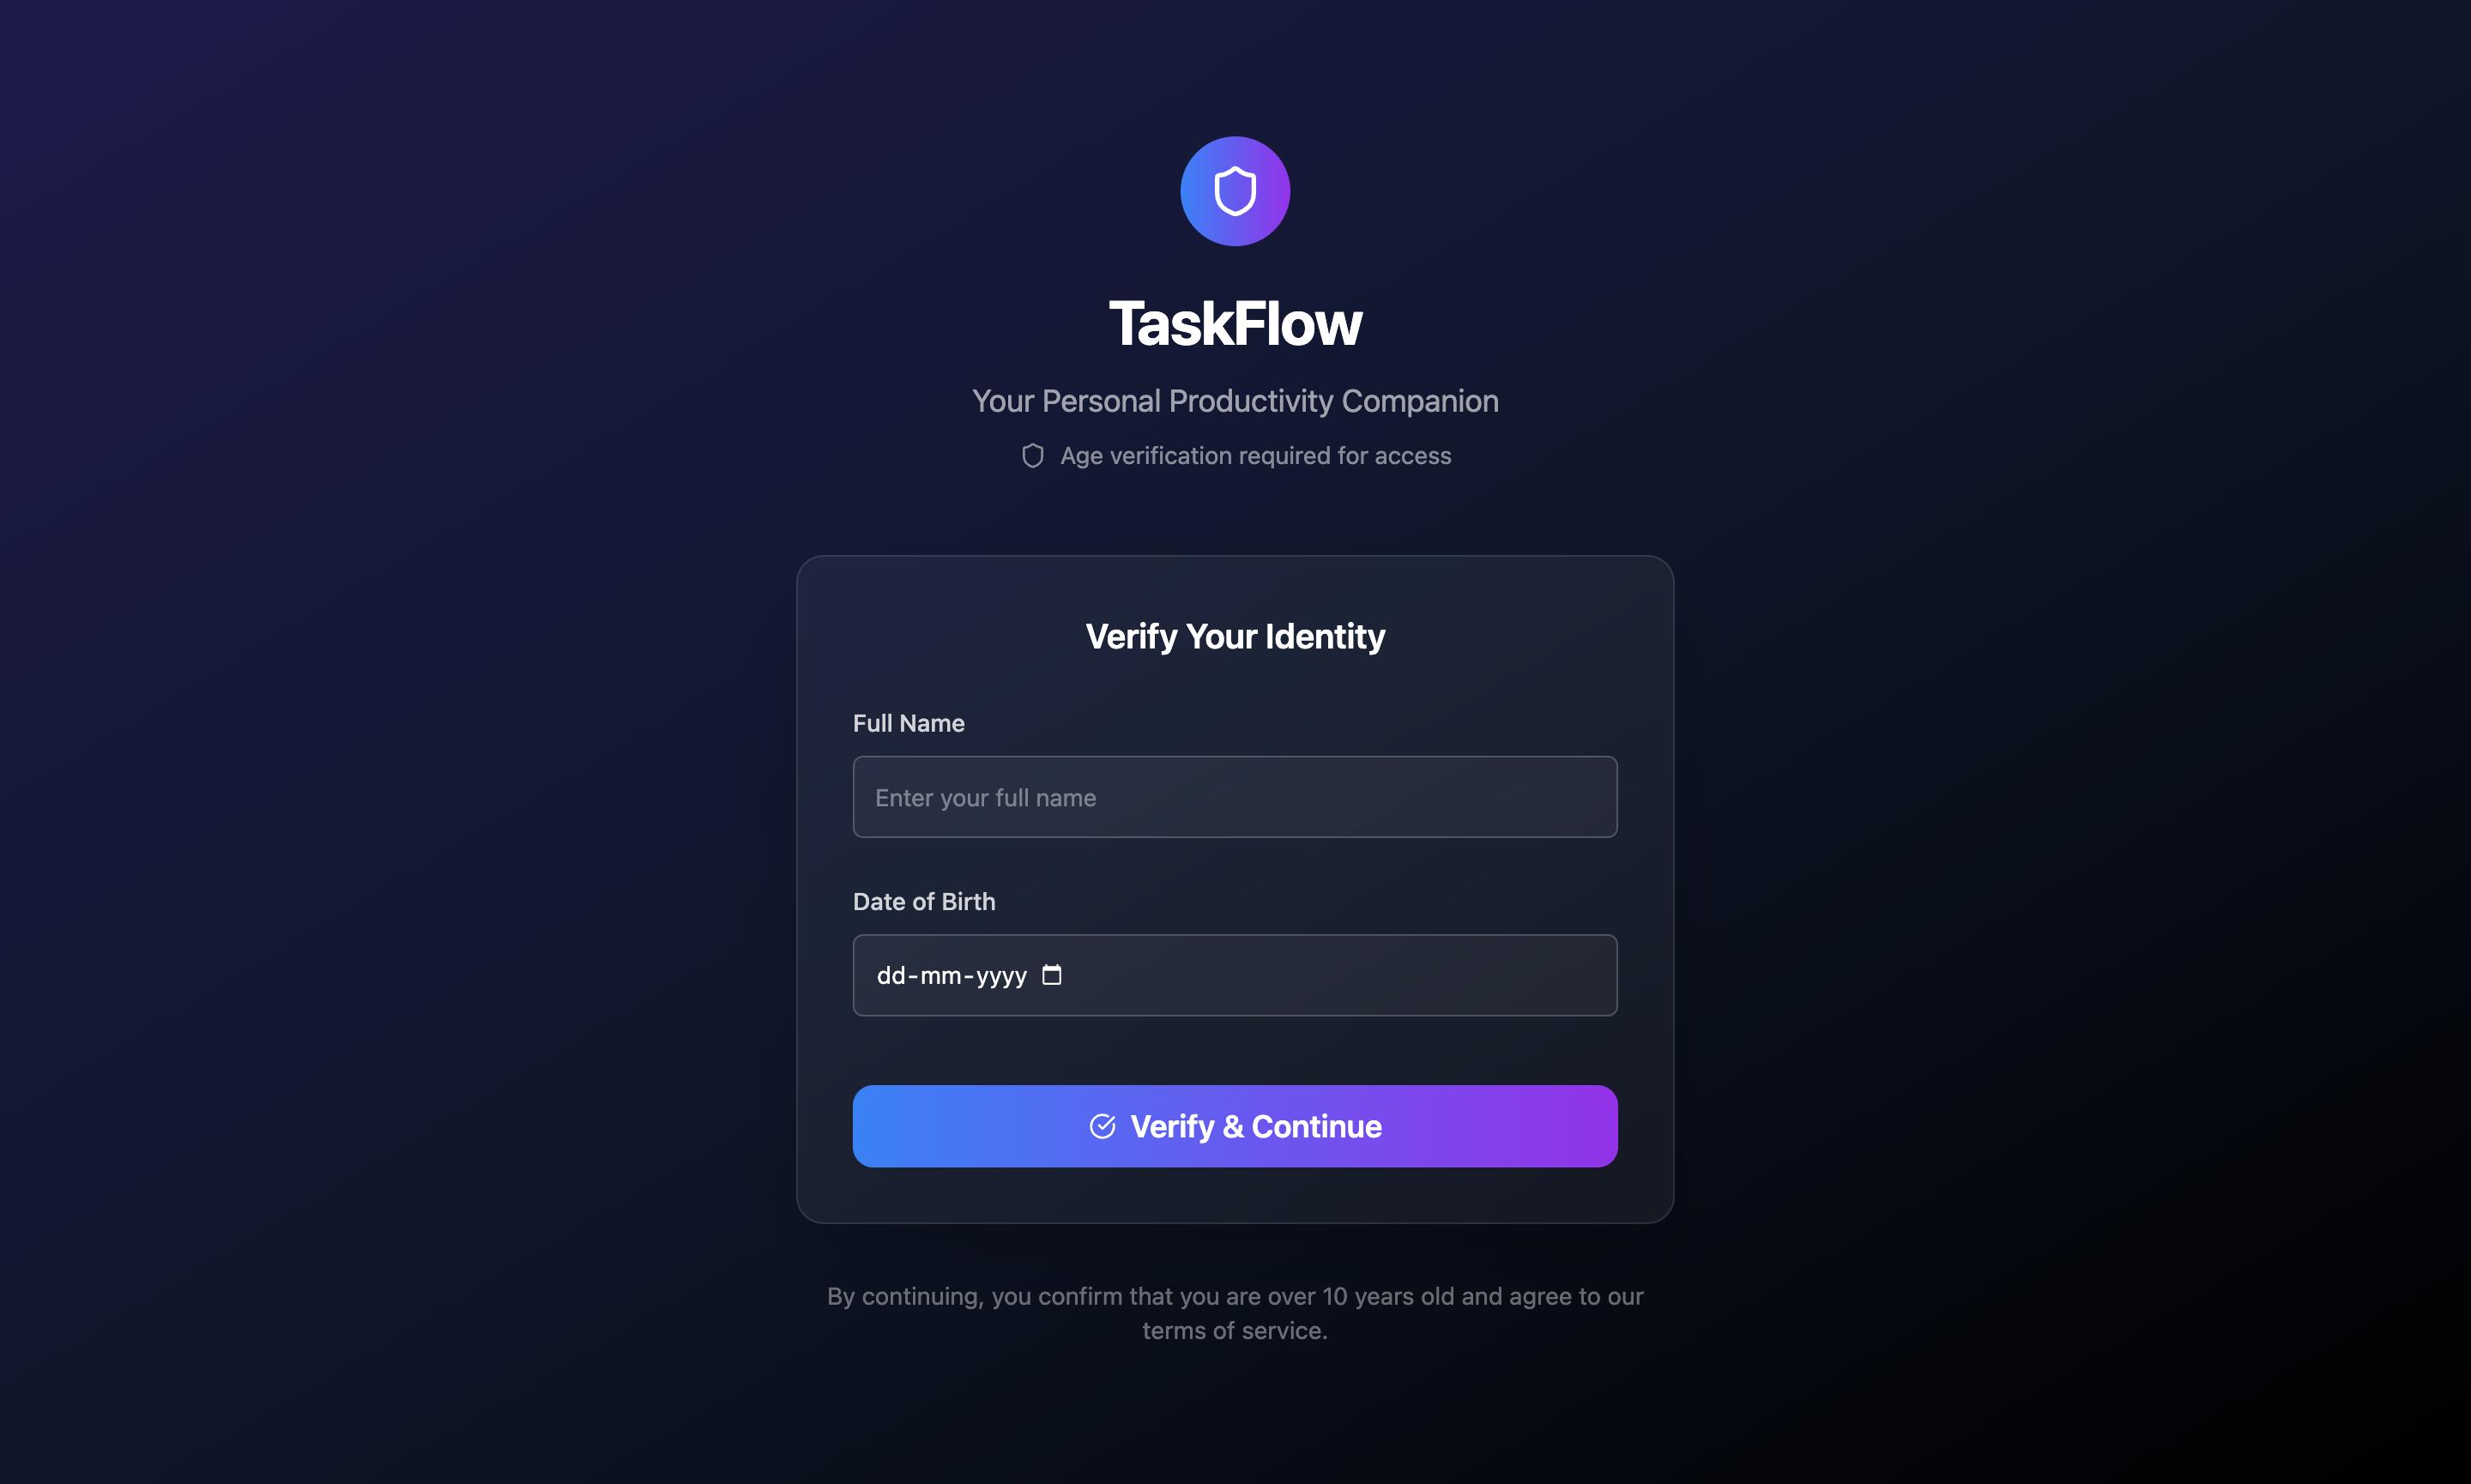 TaskFlow
Your Personal Productivity Companion
Age verification required for access
Verify Your Identity
Full Name
Enter your full name
Date of Birth
dd-mm-yyyy
Verify & Continue
By continuing, you confirm that you are over 10 years old and agree to our
terms of service.